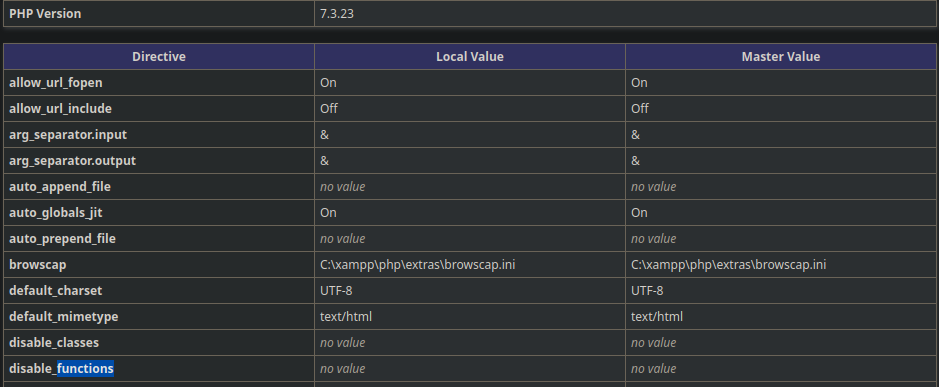 PHP Version 7.3.23
Directive Local Value Master Value
allow_url_fopen On On
allow_url_include Off Off
arg_separator.input & &
arg_separator.output & &
auto_append_file no value no value
auto_globals_jit On On
auto_prepend_file no value no value
browscap C:\xampp\php\extras\browscap.ini C:\xampp\php\extras\browscap.ini
default_charset UTF-8 UTF-8
default_mimetype text/html text/html
disable_classes no value no value
disable_functions no value no value